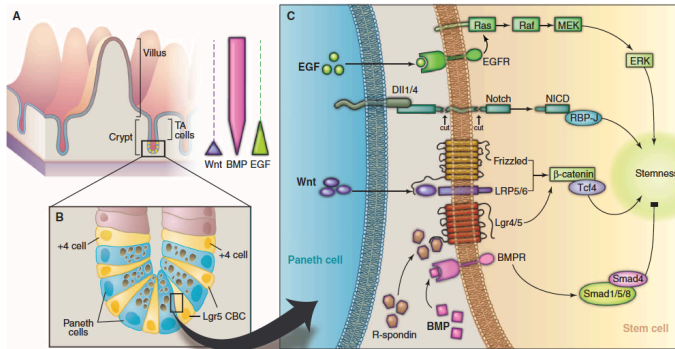 A
Villus
Crypt
TA
cells
Wnt
BMP
EGF
B
+4 cell
+4 cell
Paneth
cells
Lgr5 CBC
C
EGF
EGFR
Ras
Raf
MEK
ERK
Dll1/4
Notch
NICD
RBP-J
cut
cut
Frizzled
Wnt
LRP5/6
β-catenin
Tcf4
Stemness
Lgr4/5
Paneth cell
BMPR
R-spondin
BMP
Smad4
Smad1/5/8
Stem cell